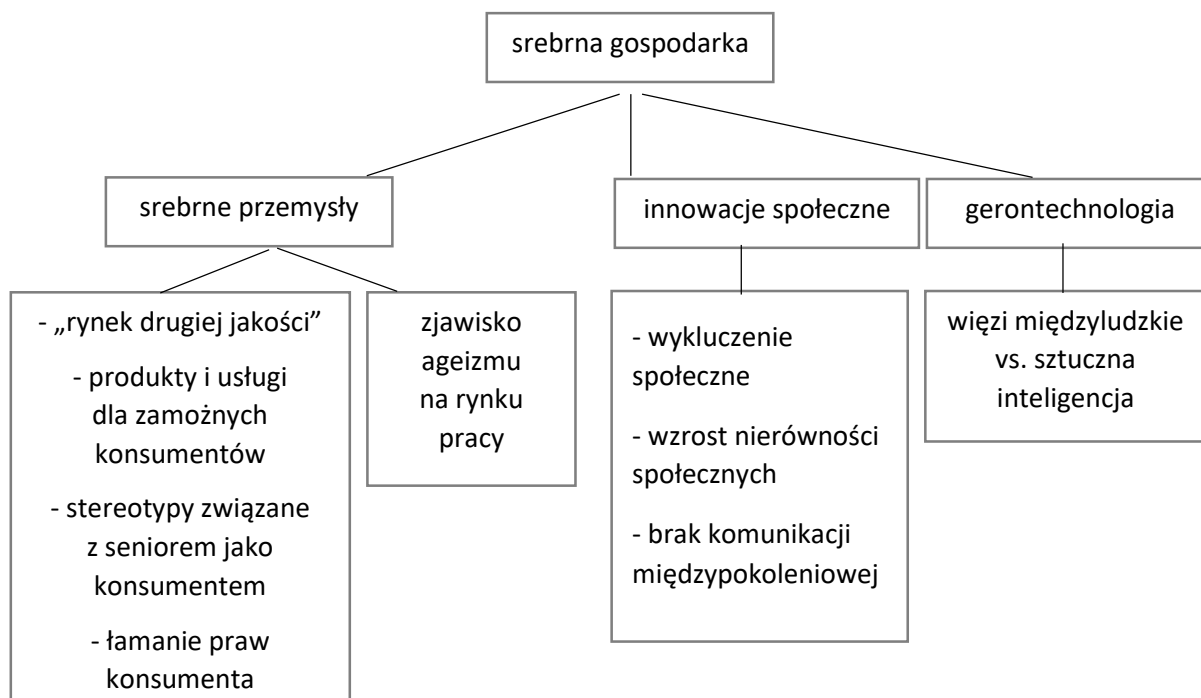 srebrna gospodarka
srebrne przemysły
innowacje społeczne
gerontechnologia
- „rynek drugiej jakości”
- produkty i usługi
dla zamożnych
konsumentów
- stereotypy związane
z seniorem jako
konsumentem
- łamanie praw
konsumenta
zjawisko
ageizmu
na rynku
pracy
- wykluczenie
społeczne
- wzrost nierówności
społecznych
- brak komunikacji
międzypokoleniowej
więzi międzyludzkie
vs. sztuczna
inteligencja